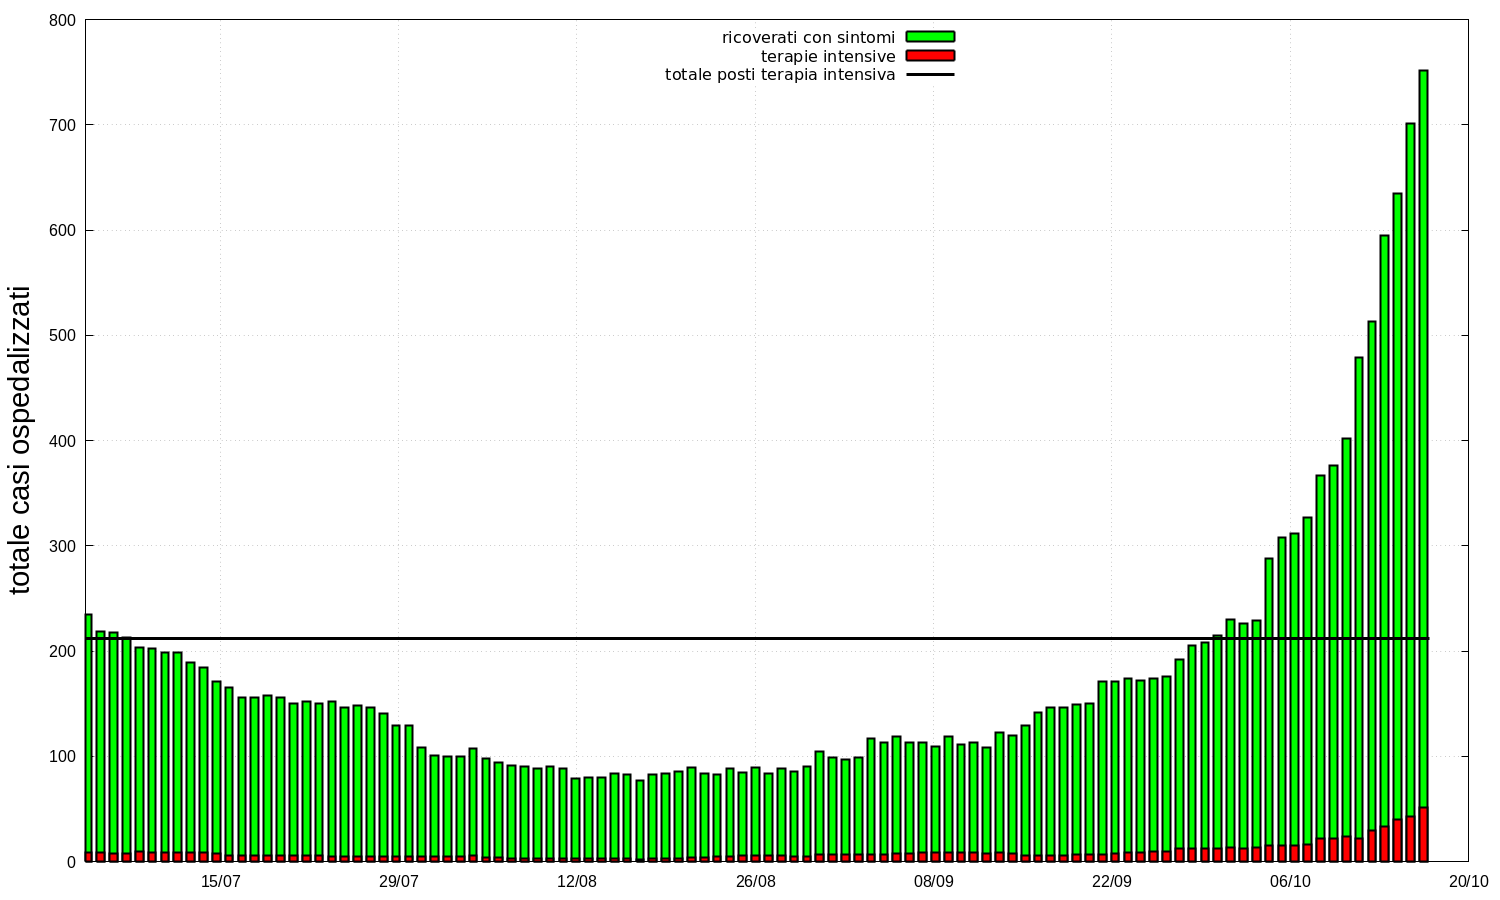 800
700
600
500
400
300
200
100
0
totale casi ospedalizzati
ricoverati con sintomi
terapie intensive
totale posti terapia intensiva
15/07 29/07 12/08 26/08 08/09 22/09 06/10 20/10